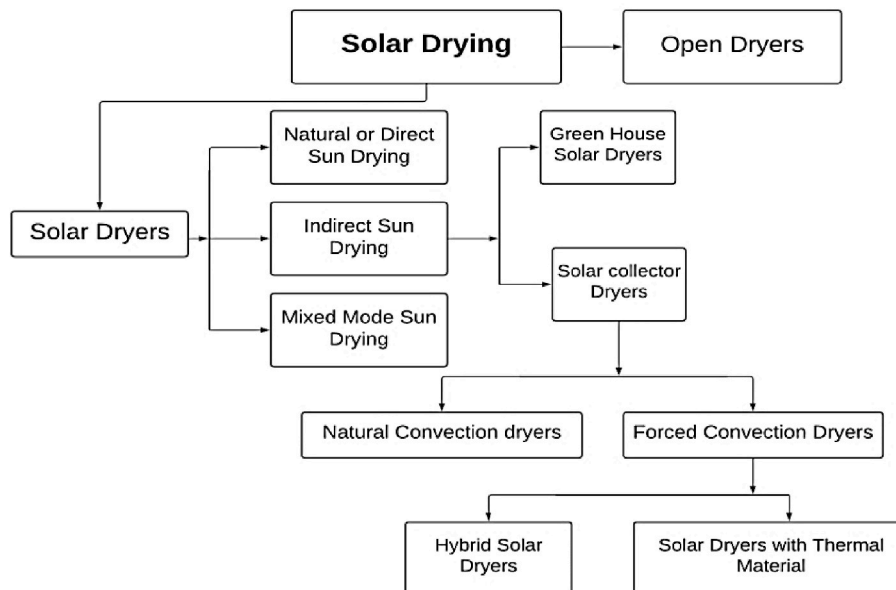 Solar Drying
Open Dryers
Natural or Direct
Sun Drying
Green House
Solar Dryers
Solar Dryers
Indirect Sun
Drying
Solar collector
Dryers
Mixed Mode Sun
Drying
Natural Convection dryers
Forced Convection Dryers
Hybrid Solar
Dryers
Solar Dryers with Thermal
Material